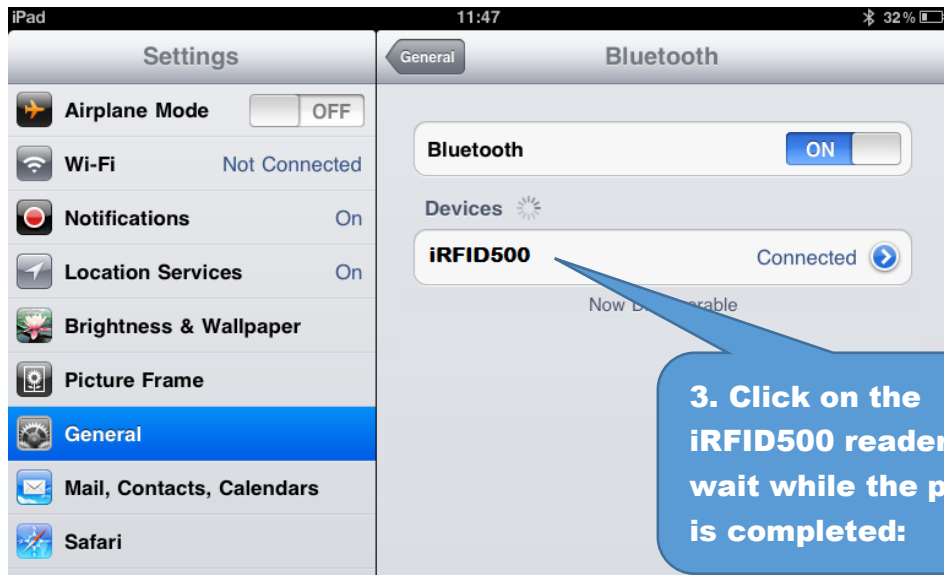 iPad 11:47 32%
Settings
General Bluetooth
Airplane Mode OFF
Wi-Fi Not Connected
Notifications On
Location Services On
Brightness & Wallpaper
Picture Frame
General
Mail, Contacts, Calendars
Safari
Bluetooth ON
Devices
iRFID500 Connected
Now
3. Click on the
iRFID500 reader
wait while the
is completed: